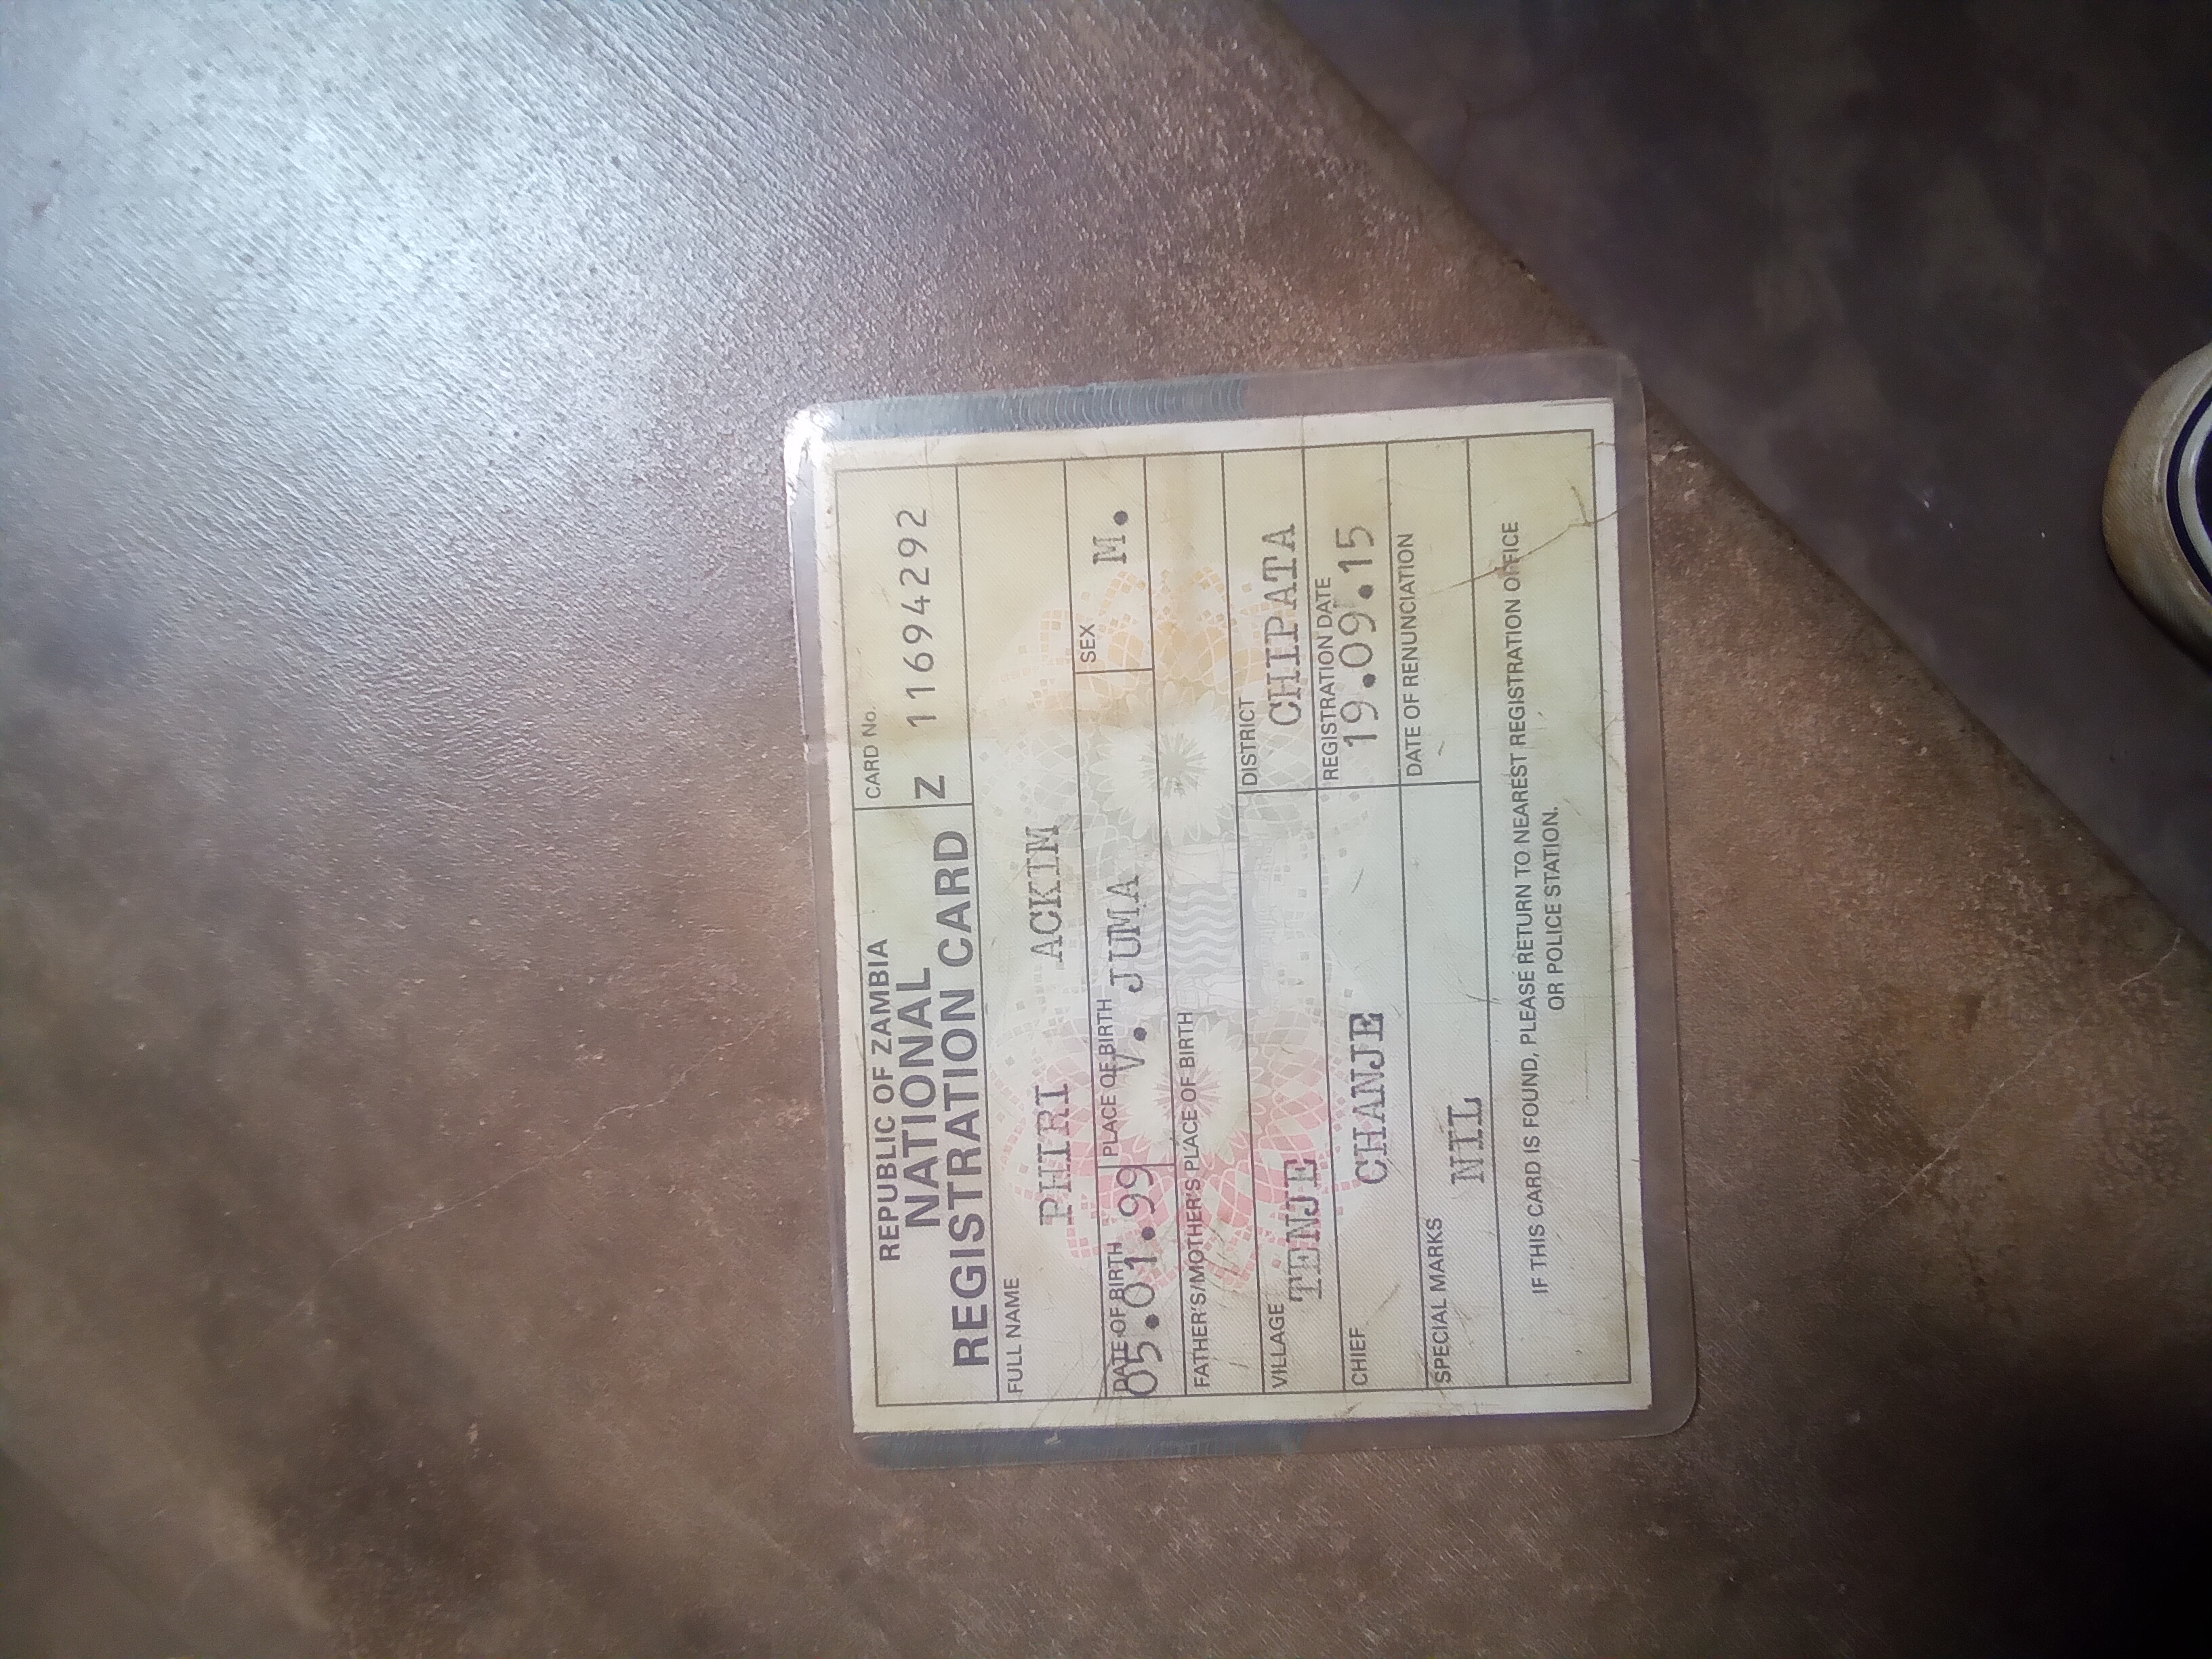 REPUBLIC OF ZAMBIA
NATIONAL
REGISTRATION CARD
CARD No.
Z 11694292
FULL NAME
PHIRI ACKIM
DATE OF BIRTH
05.01.99
PLACE OF BIRTH
V. JUMA
SEX
M.
FATHER'S/MOTHER'S PLACE OF BIRTH
VILLAGE
TENJE
DISTRICT
CHIPATA
CHIEF
CHANJE
REGISTRATION DATE
19.09.15
SPECIAL MARKS
NIL
DATE OF RENUNCIATION
IF THIS CARD IS FOUND, PLEASE RETURN TO NEAREST REGISTRATION OFFICE
OR POLICE STATION.